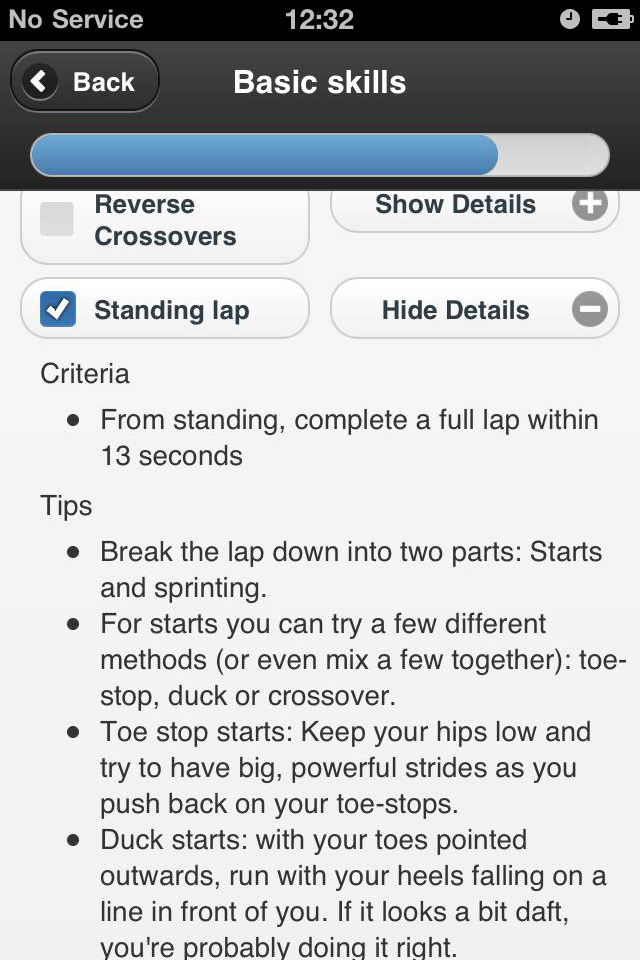 No Service 12:32
Back
Basic skills
Reverse
Crossovers
Show Details
Standing lap
Hide Details
Criteria
• From standing, complete a full lap within
13 seconds
Tips
• Break the lap down into two parts: Starts
and sprinting.
• For starts you can try a few different
methods (or even mix a few together): toe-
stop, duck or crossover.
• Toe stop starts: Keep your hips low and
try to have big, powerful strides as you
push back on your toe-stops.
• Duck starts: with your toes pointed
outwards, run with your heels falling on a
line in front of you. If it looks a bit daft,
you're probably doing it right.